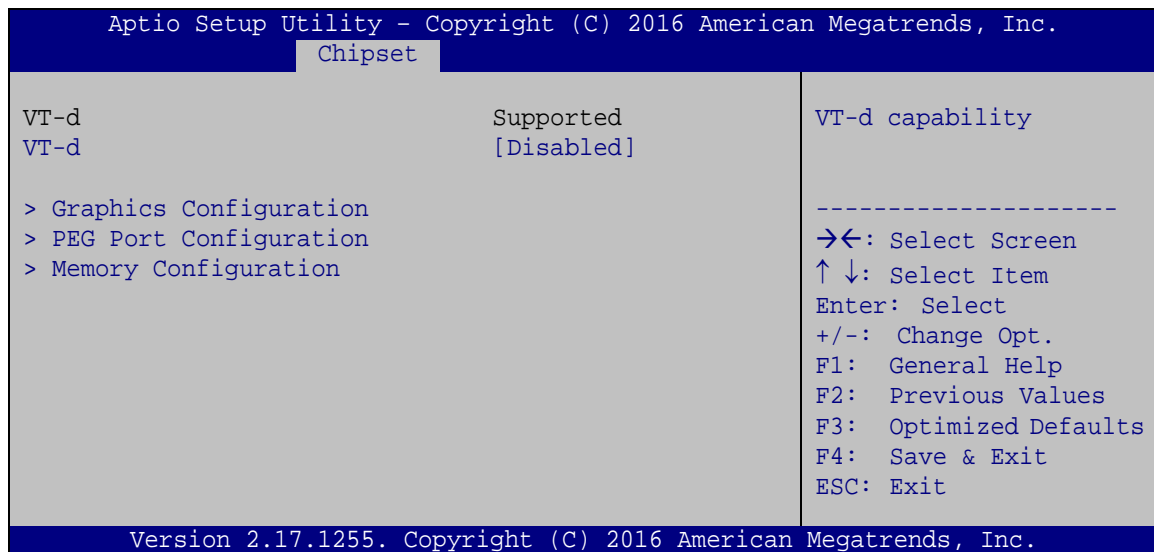 Aptio Setup Utility – Copyright (C) 2016 American Megatrends, Inc.
Chipset
VT-d Supported
VT-d [Disabled]
> Graphics Configuration
> PEG Port Configuration
> Memory Configuration
VT-d capability
---------------------
→←: Select Screen
↑ ↓: Select Item
Enter: Select
+/-: Change Opt.
F1: General Help
F2: Previous Values
F3: Optimized Defaults
F4: Save & Exit
ESC: Exit
Version 2.17.1255. Copyright (C) 2016 American Megatrends, Inc.